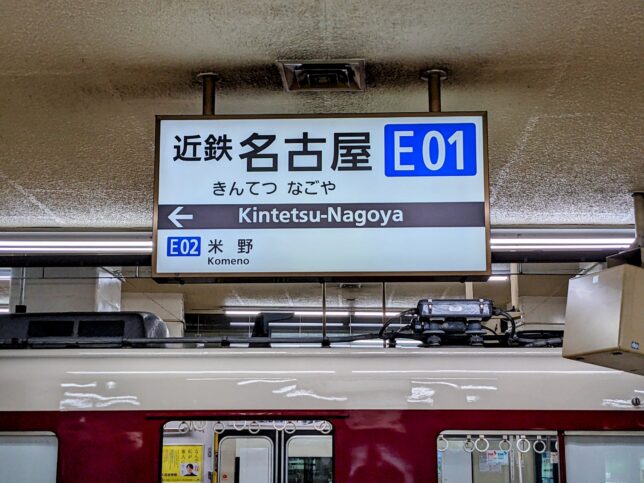 近鉄名古屋 E01
きんてつ なごや
← Kintetsu-Nagoya
E02 米野
Komeno